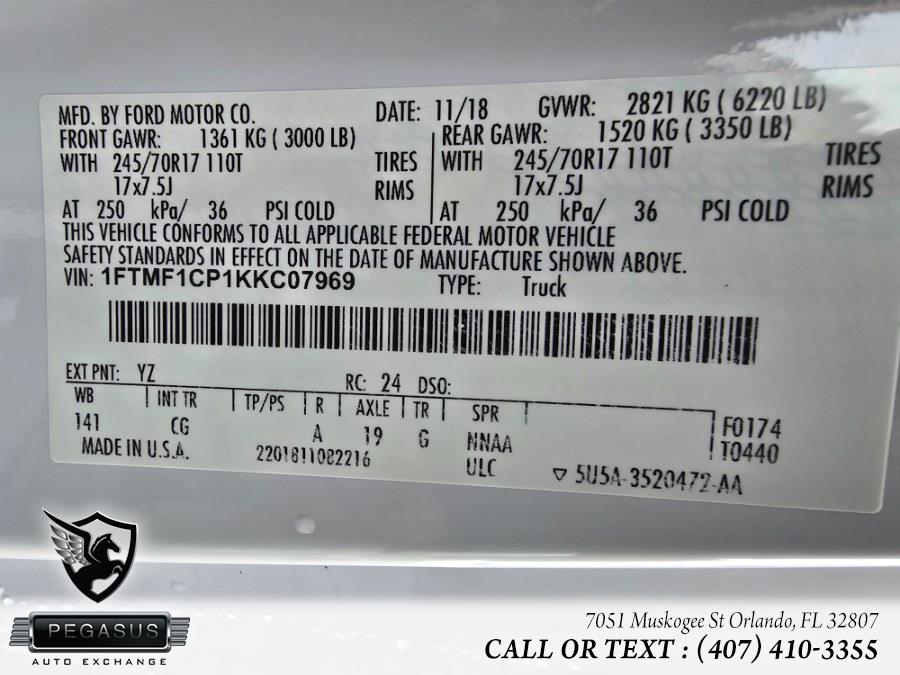 MFD. BY FORD MOTOR CO. DATE: 11/18 GVWR: 2821 KG ( 6220 LB)
FRONT GAWR: 1361 KG ( 3000 LB) REAR GAWR: 1520 KG ( 3350 LB)
WITH 245/70R17 110T TIRES WITH 245/70R17 110T TIRES
17x7.5J RIMS 17x7.5J RIMS
AT 250 kPa/ 36 PSI COLD AT 250 kPa/ 36 PSI COLD
THIS VEHICLE CONFORMS TO ALL APPLICABLE FEDERAL MOTOR VEHICLE
SAFETY STANDARDS IN EFFECT ON THE DATE OF MANUFACTURE SHOWN ABOVE.
VIN: 1FTMF1CP1KKC07969 TYPE: Truck
EXT PNT: YZ RC: 24 DSO:
WB INT TR TP/PS R AXLE TR SPR
141 CG A 19 G NNAA F0174
MADE IN U.S.A. 2201811082216 ULC T0440
5U5A-3520472-AA
PEGASUS
AUTO EXCHANGE
7051 Muskogee St Orlando, FL 32807
CALL OR TEXT : (407) 410-3355